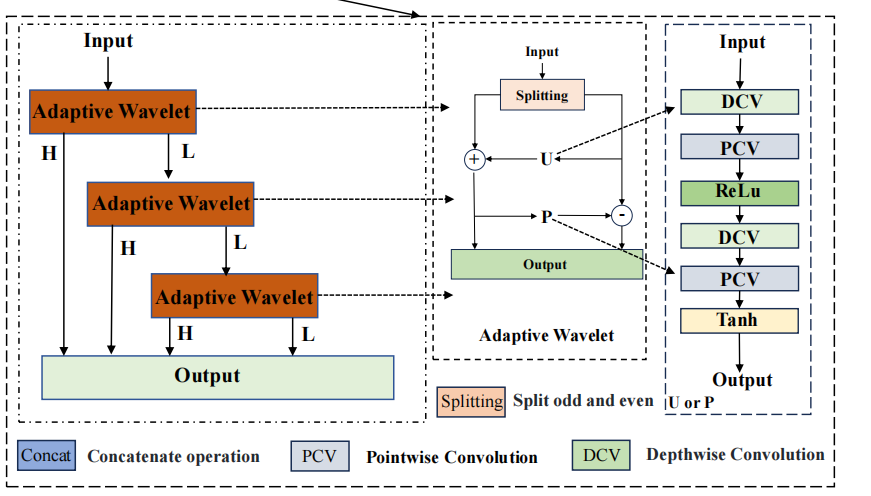 Input
Adaptive Wavelet
H
L
Adaptive Wavelet
H
L
Adaptive Wavelet
H
L
Output
Input
Splitting
+
U
P
-
Output
Adaptive Wavelet
Input
DCV
PCV
ReLu
DCV
PCV
Tanh
Output
U or P
Splitting Split odd and even
Concat Concatenate operation
PCV Pointwise Convolution
DCV Depthwise Convolution